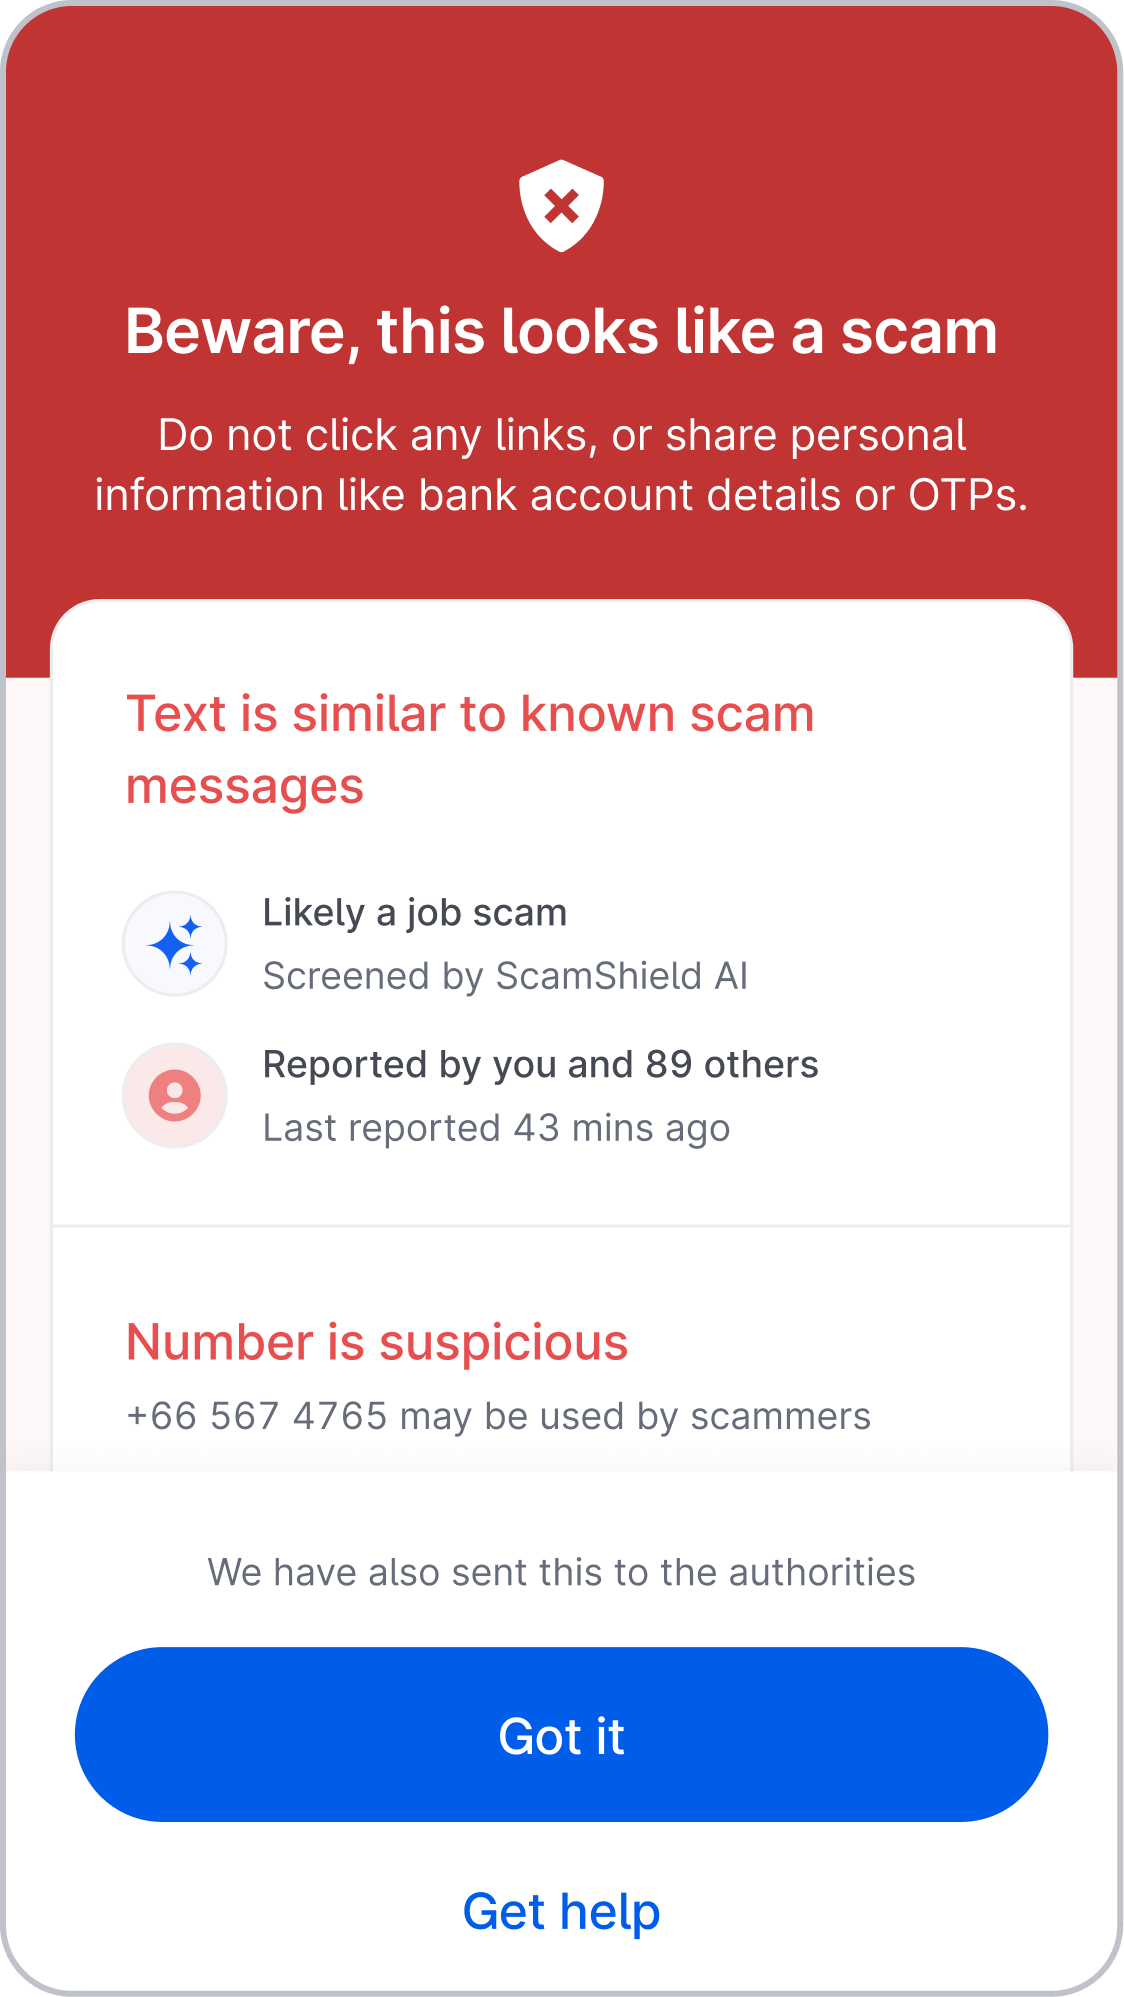 Beware, this looks like a scam
Do not click any links, or share personal
information like bank account details or OTPs.
Text is similar to known scam
messages
Likely a job scam
Screened by ScamShield AI
Reported by you and 89 others
Last reported 43 mins ago
Number is suspicious
+66 567 4765 may be used by scammers
We have also sent this to the authorities
Got it
Get help